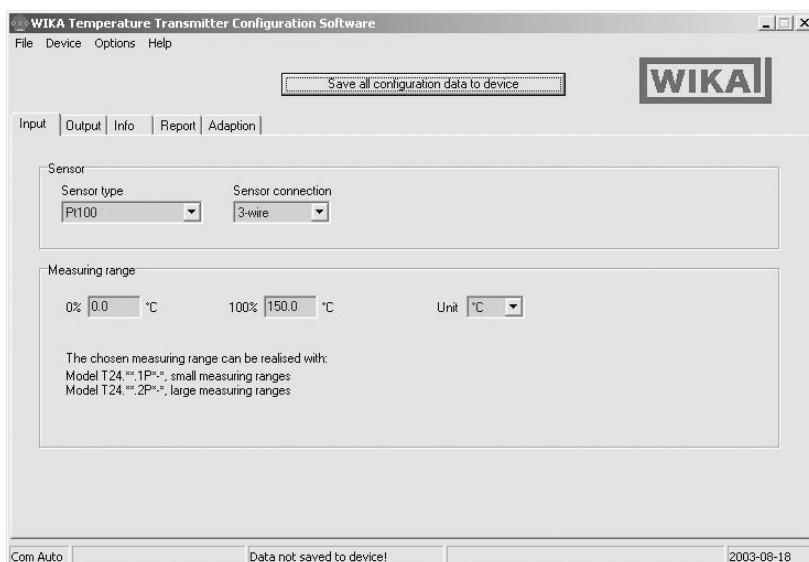 WIKA Temperature Transmitter Configuration Software
File Device Options Help
Save all configuration data to device
WIKA
Input Output Info Report Adaption
Sensor
Sensor type Sensor connection
Pt100 3-wire
Measuring range
0% 0.0 °C 100% 150.0 °C Unit °C
The chosen measuring range can be realised with:
Model T24.**.1P*-*, small measuring ranges
Model T24.**.2P*-*, large measuring ranges
Com Auto Data not saved to device! 2003-08-18